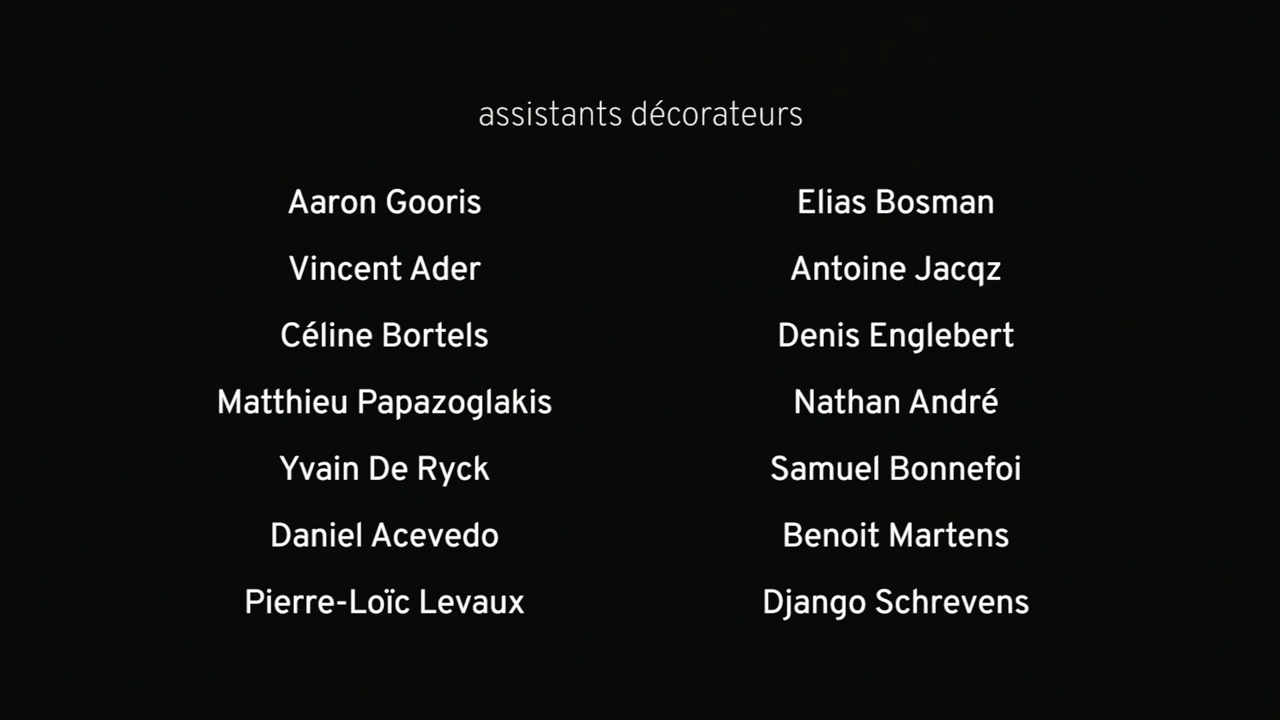 assistants décorateurs
Aaron Gooris
Elias Bosman
Vincent Ader
Antoine Jacqz
Céline Bortels
Denis Englebert
Matthieu Papazoglakis
Nathan André
Yvain De Ryck
Samuel Bonnefoi
Daniel Acevedo
Benoit Martens
Pierre-Loïc Levaux
Django Schrevens